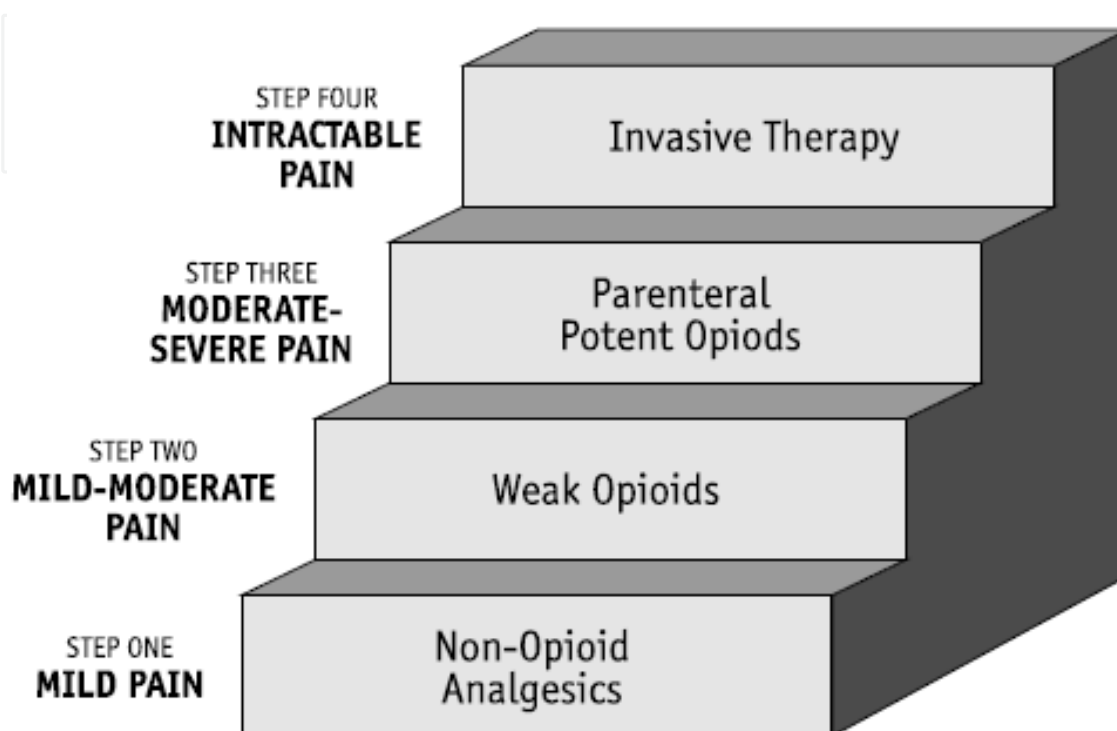 STEP FOUR
INTRACTABLE
PAIN
Invasive Therapy
STEP THREE
MODERATE-
SEVERE PAIN
Parenteral
Potent Opiods
STEP TWO
MILD-MODERATE
PAIN
Weak Opioids
STEP ONE
MILD PAIN
Non-Opioid
Analgesics